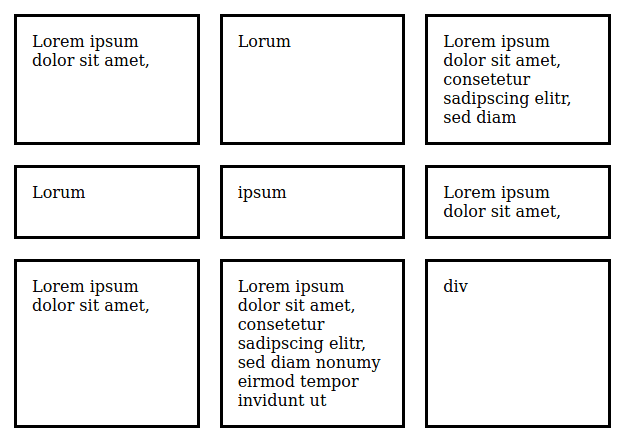 Lorem ipsum
dolor sit amet,
Lorum
Lorem ipsum
dolor sit amet,
consetetur
sadipscing elitr,
sed diam
Lorum
ipsum
Lorem ipsum
dolor sit amet,
Lorem ipsum
dolor sit amet,
Lorem ipsum
dolor sit amet,
consetetur
sadipscing elitr,
sed diam nonumy
eirmod tempor
invidunt ut
div